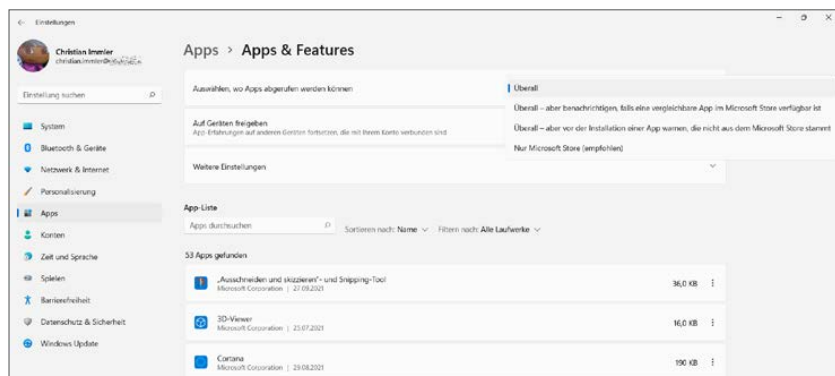 Einstellungen
Christian Immler
Einstellung suchen
System
Bluetooth & Geräte
Netzwerk & Internet
Personalisierung
Apps
Konten
Zeit und Sprache
Spielen
Barrierefreiheit
Datenschutz & Sicherheit
Windows Update
Apps > Apps & Features
Auswählen, wo Apps abgerufen werden können
Überall
Überall – aber benachrichtigen, falls eine vergleichbare App im Microsoft Store verfügbar ist
Überall – aber vor der Installation einer App warnen, die nicht aus dem Microsoft Store stammt
Nur Microsoft Store (empfohlen)
Auf Geräten freigeben
App-Erfahrungen auf anderen Geräten fortsetzen, die mit Ihrem Konto verbunden sind
Weitere Einstellungen
App-Liste
Apps durchsuchen
Sortieren nach: Name
Filtern nach: Alle Laufwerke
53 Apps gefunden
„Ausschneiden und skizzieren“- und Snipping-Tool
36,0 KB
Microsoft Corporation | 27.09.2021
3D-Viewer
16,0 KB
Microsoft Corporation | 23.07.2021
Cortana
190 KB
Microsoft Corporation | 29.08.2021